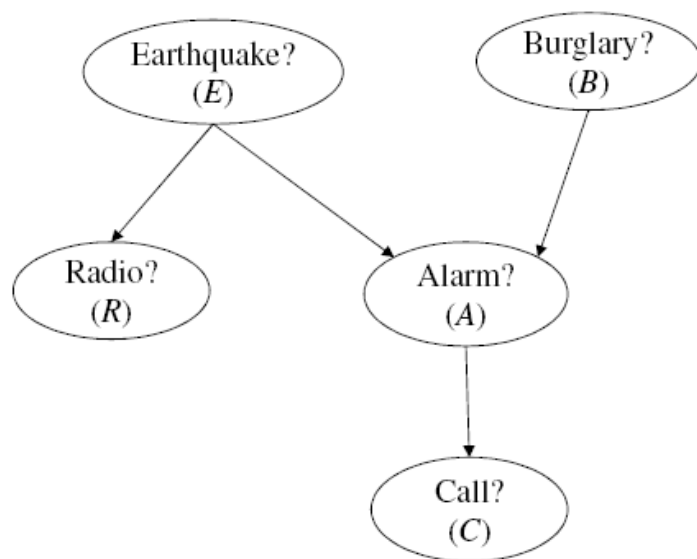 Earthquake?
(E)
Burglary?
(B)
Radio?
(R)
Alarm?
(A)
Call?
(C)